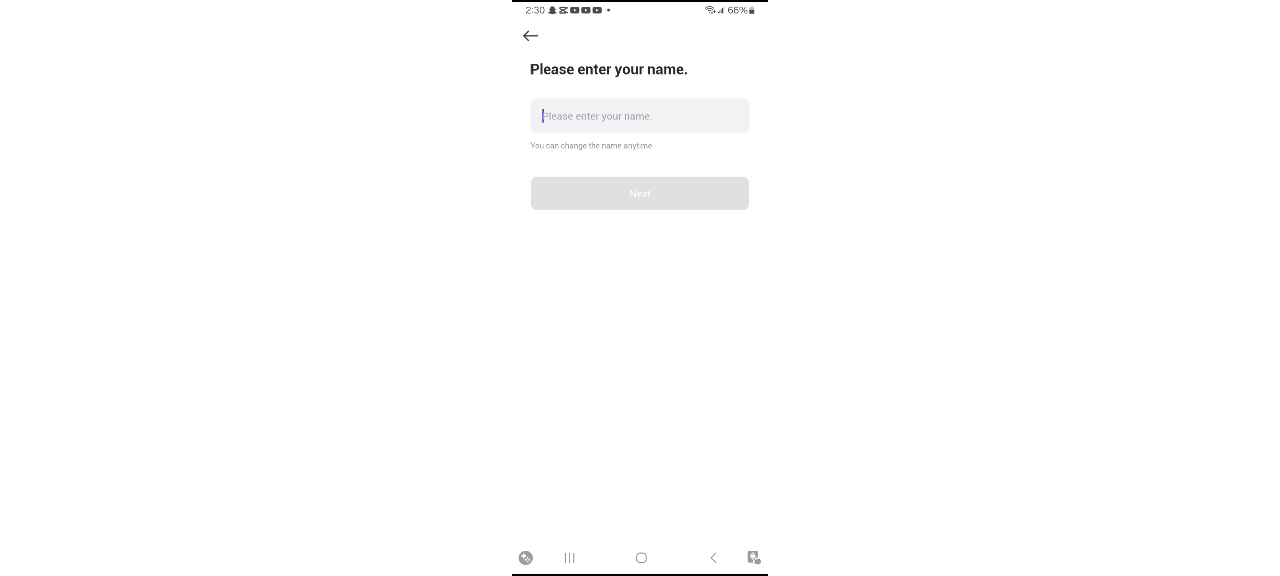 2:30
66%
Please enter your name.
Please enter your name.
You can change the name anytime
Next